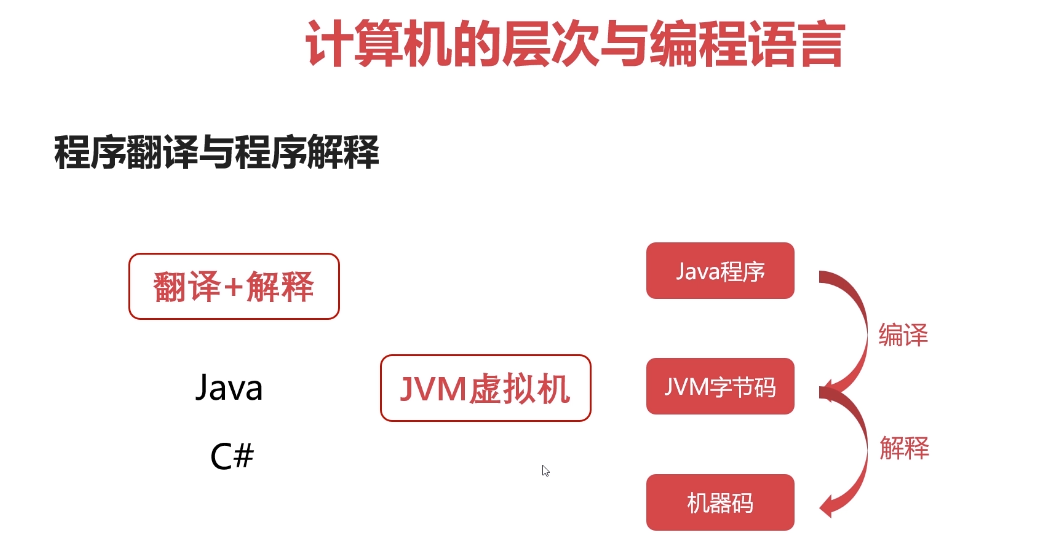 计算机的层次与编程语言
程序翻译与程序解释
翻译+解释
Java
C#
JVM虚拟机
Java程序
编译
JVM字节码
解释
机器码